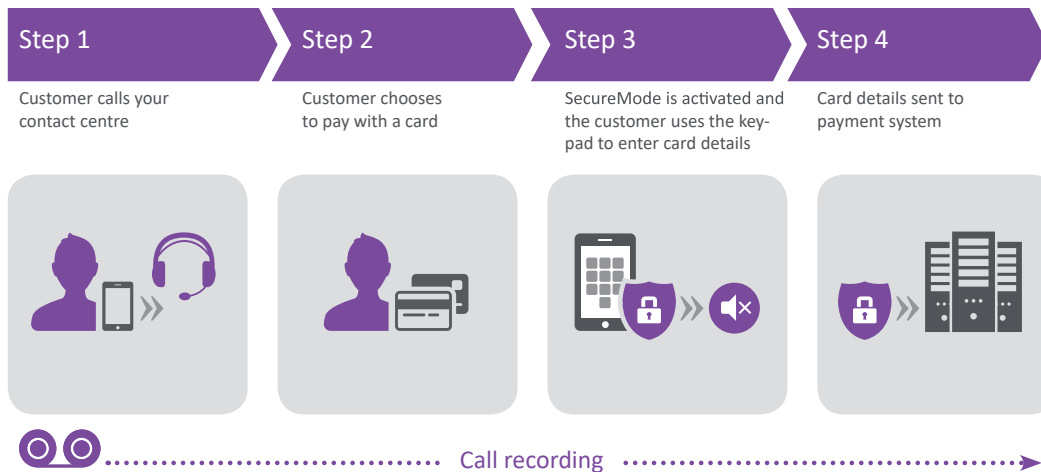 Step 1
Customer calls your
contact centre
Step 2
Customer chooses
to pay with a card
Step 3
SecureMode is activated and
the customer uses the key-
pad to enter card details
Step 4
Card details sent to
payment system
Call recording